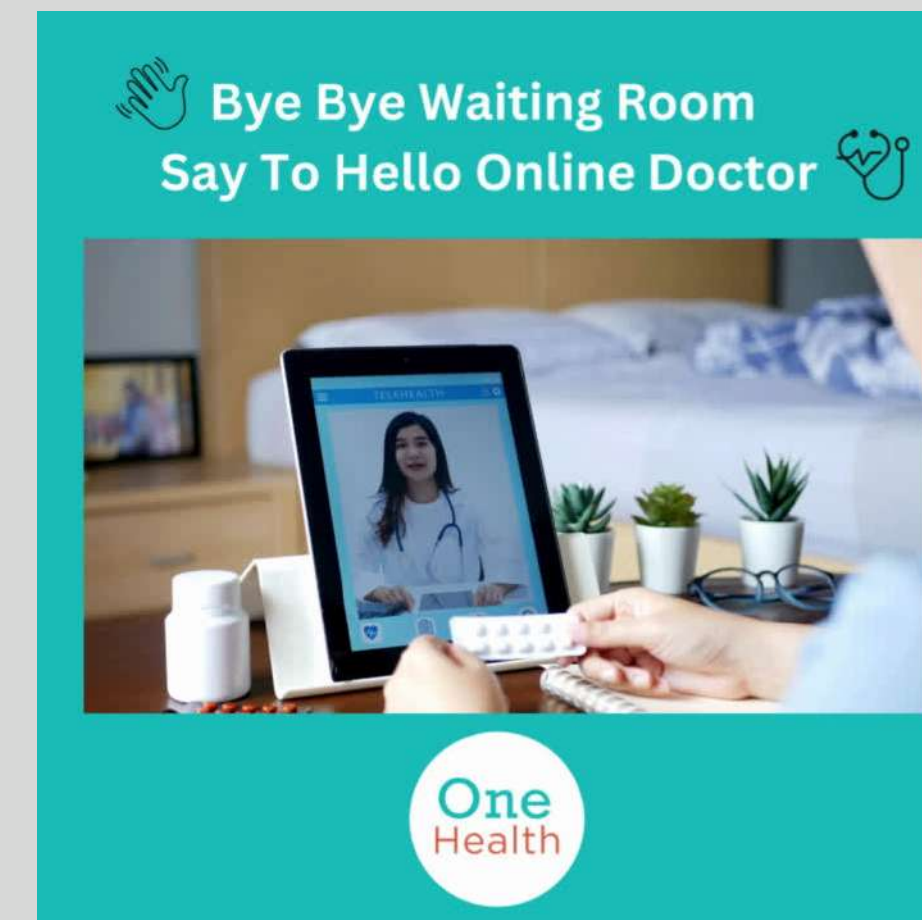 Bye Bye Waiting Room
Say To Hello Online Doctor
TELEHEALTH
One
Health